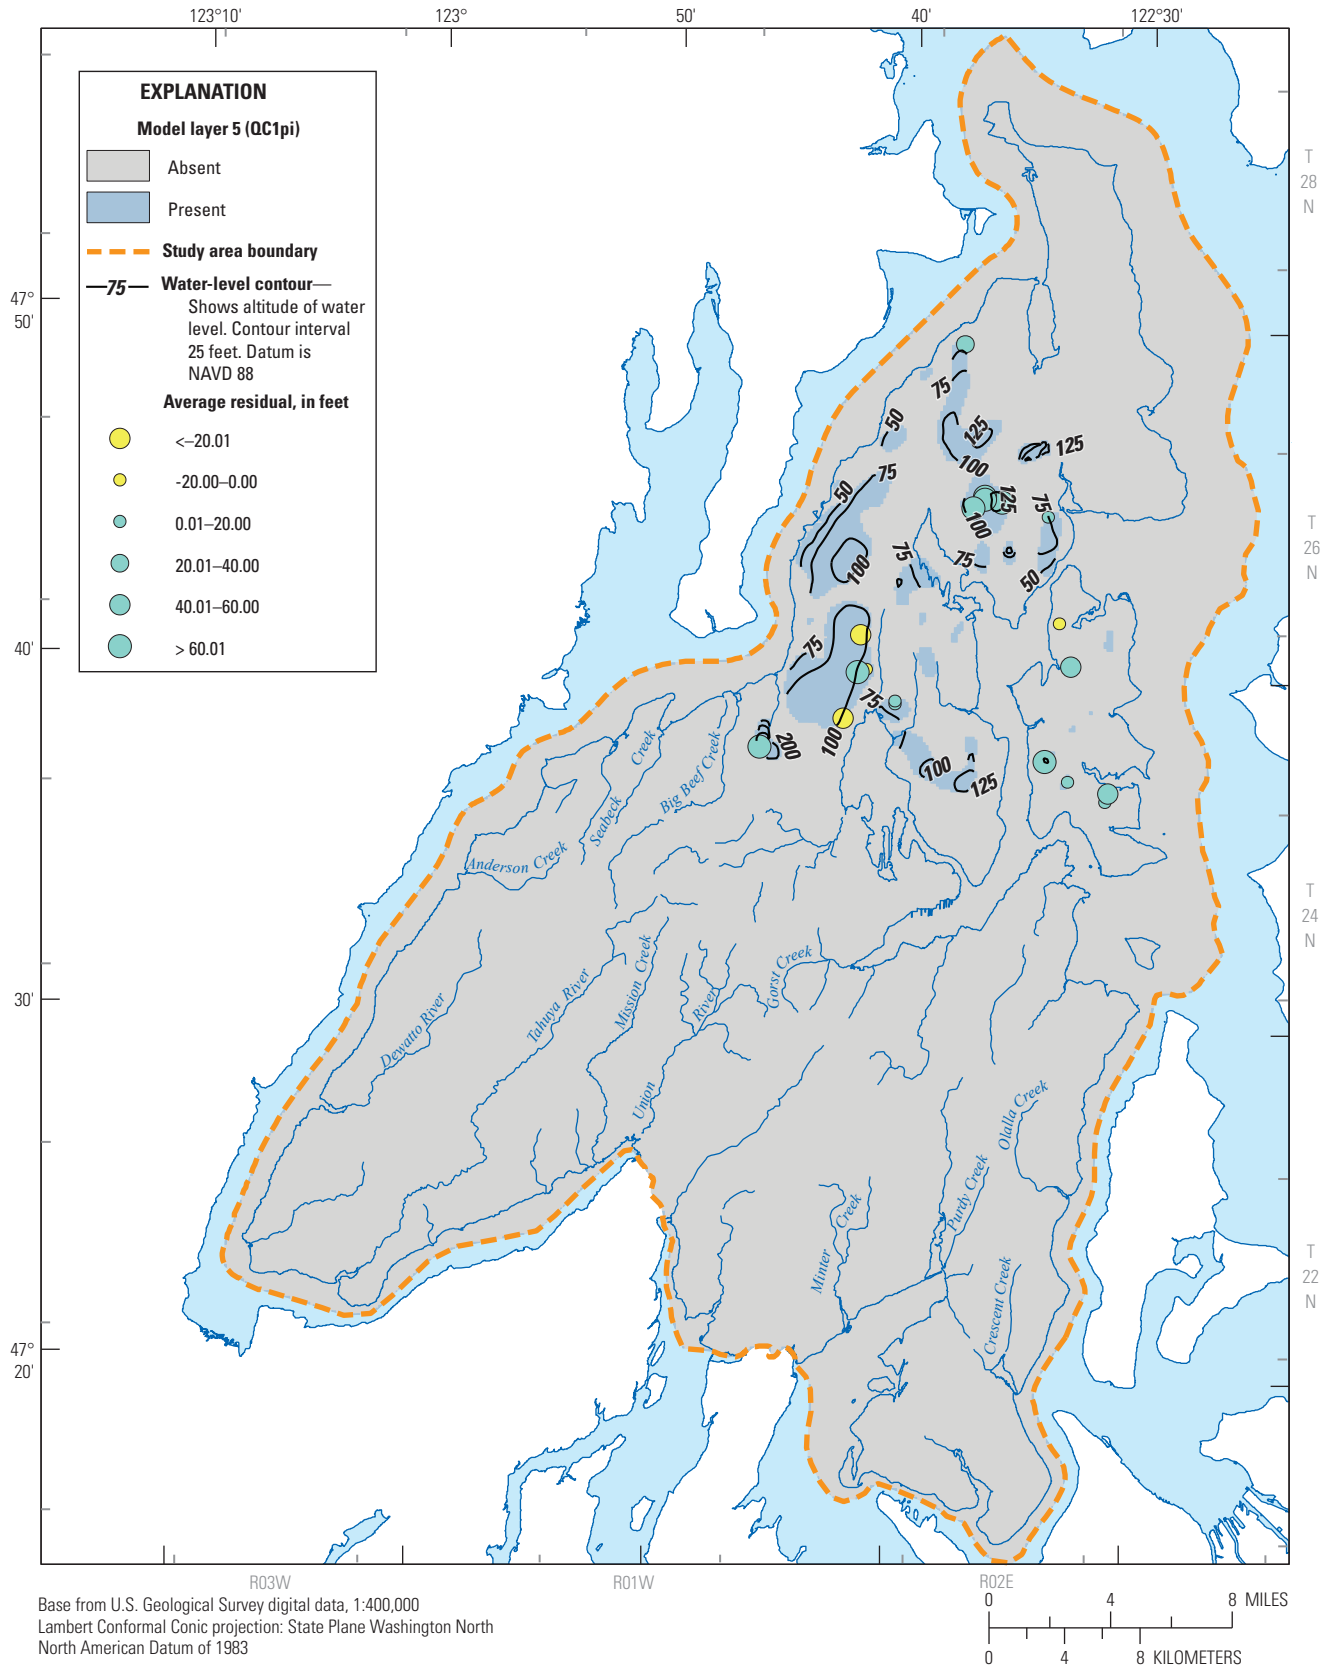 123°10'
123°
50'
40'
122°30'
EXPLANATION
Model layer 5 (QC1pi)
Absent
Present
Study area boundary
75
Water-level contour—
Shows altitude of water
level. Contour interval
25 feet. Datum is
NAVD 88
Average residual, in feet
<–20.01
-20.00–0.00
0.01–20.00
20.01–40.00
40.01–60.00
> 60.01
T
28
N
47°
50'
75
50
125
125
100
75
50
125
75
100
T
26
N
75
75
100
50
40'
75
75
200
100
100
125
Creek
Seabeck
Big Beef Creek
Anderson Creek
T
24
N
30'
Dewatto River
Tahuya River
Mission Creek
River
Union
Gorst Creek
Olalla Creek
Purdy Creek
Creek
Minter
Crescent Creek
T
22
N
47°
20'
R03W
R01W
R02E
Base from U.S. Geological Survey digital data, 1:400,000
Lambert Conformal Conic projection: State Plane Washington North
North American Datum of 1983
0
4
8 MILES
0
4
8 KILOMETERS